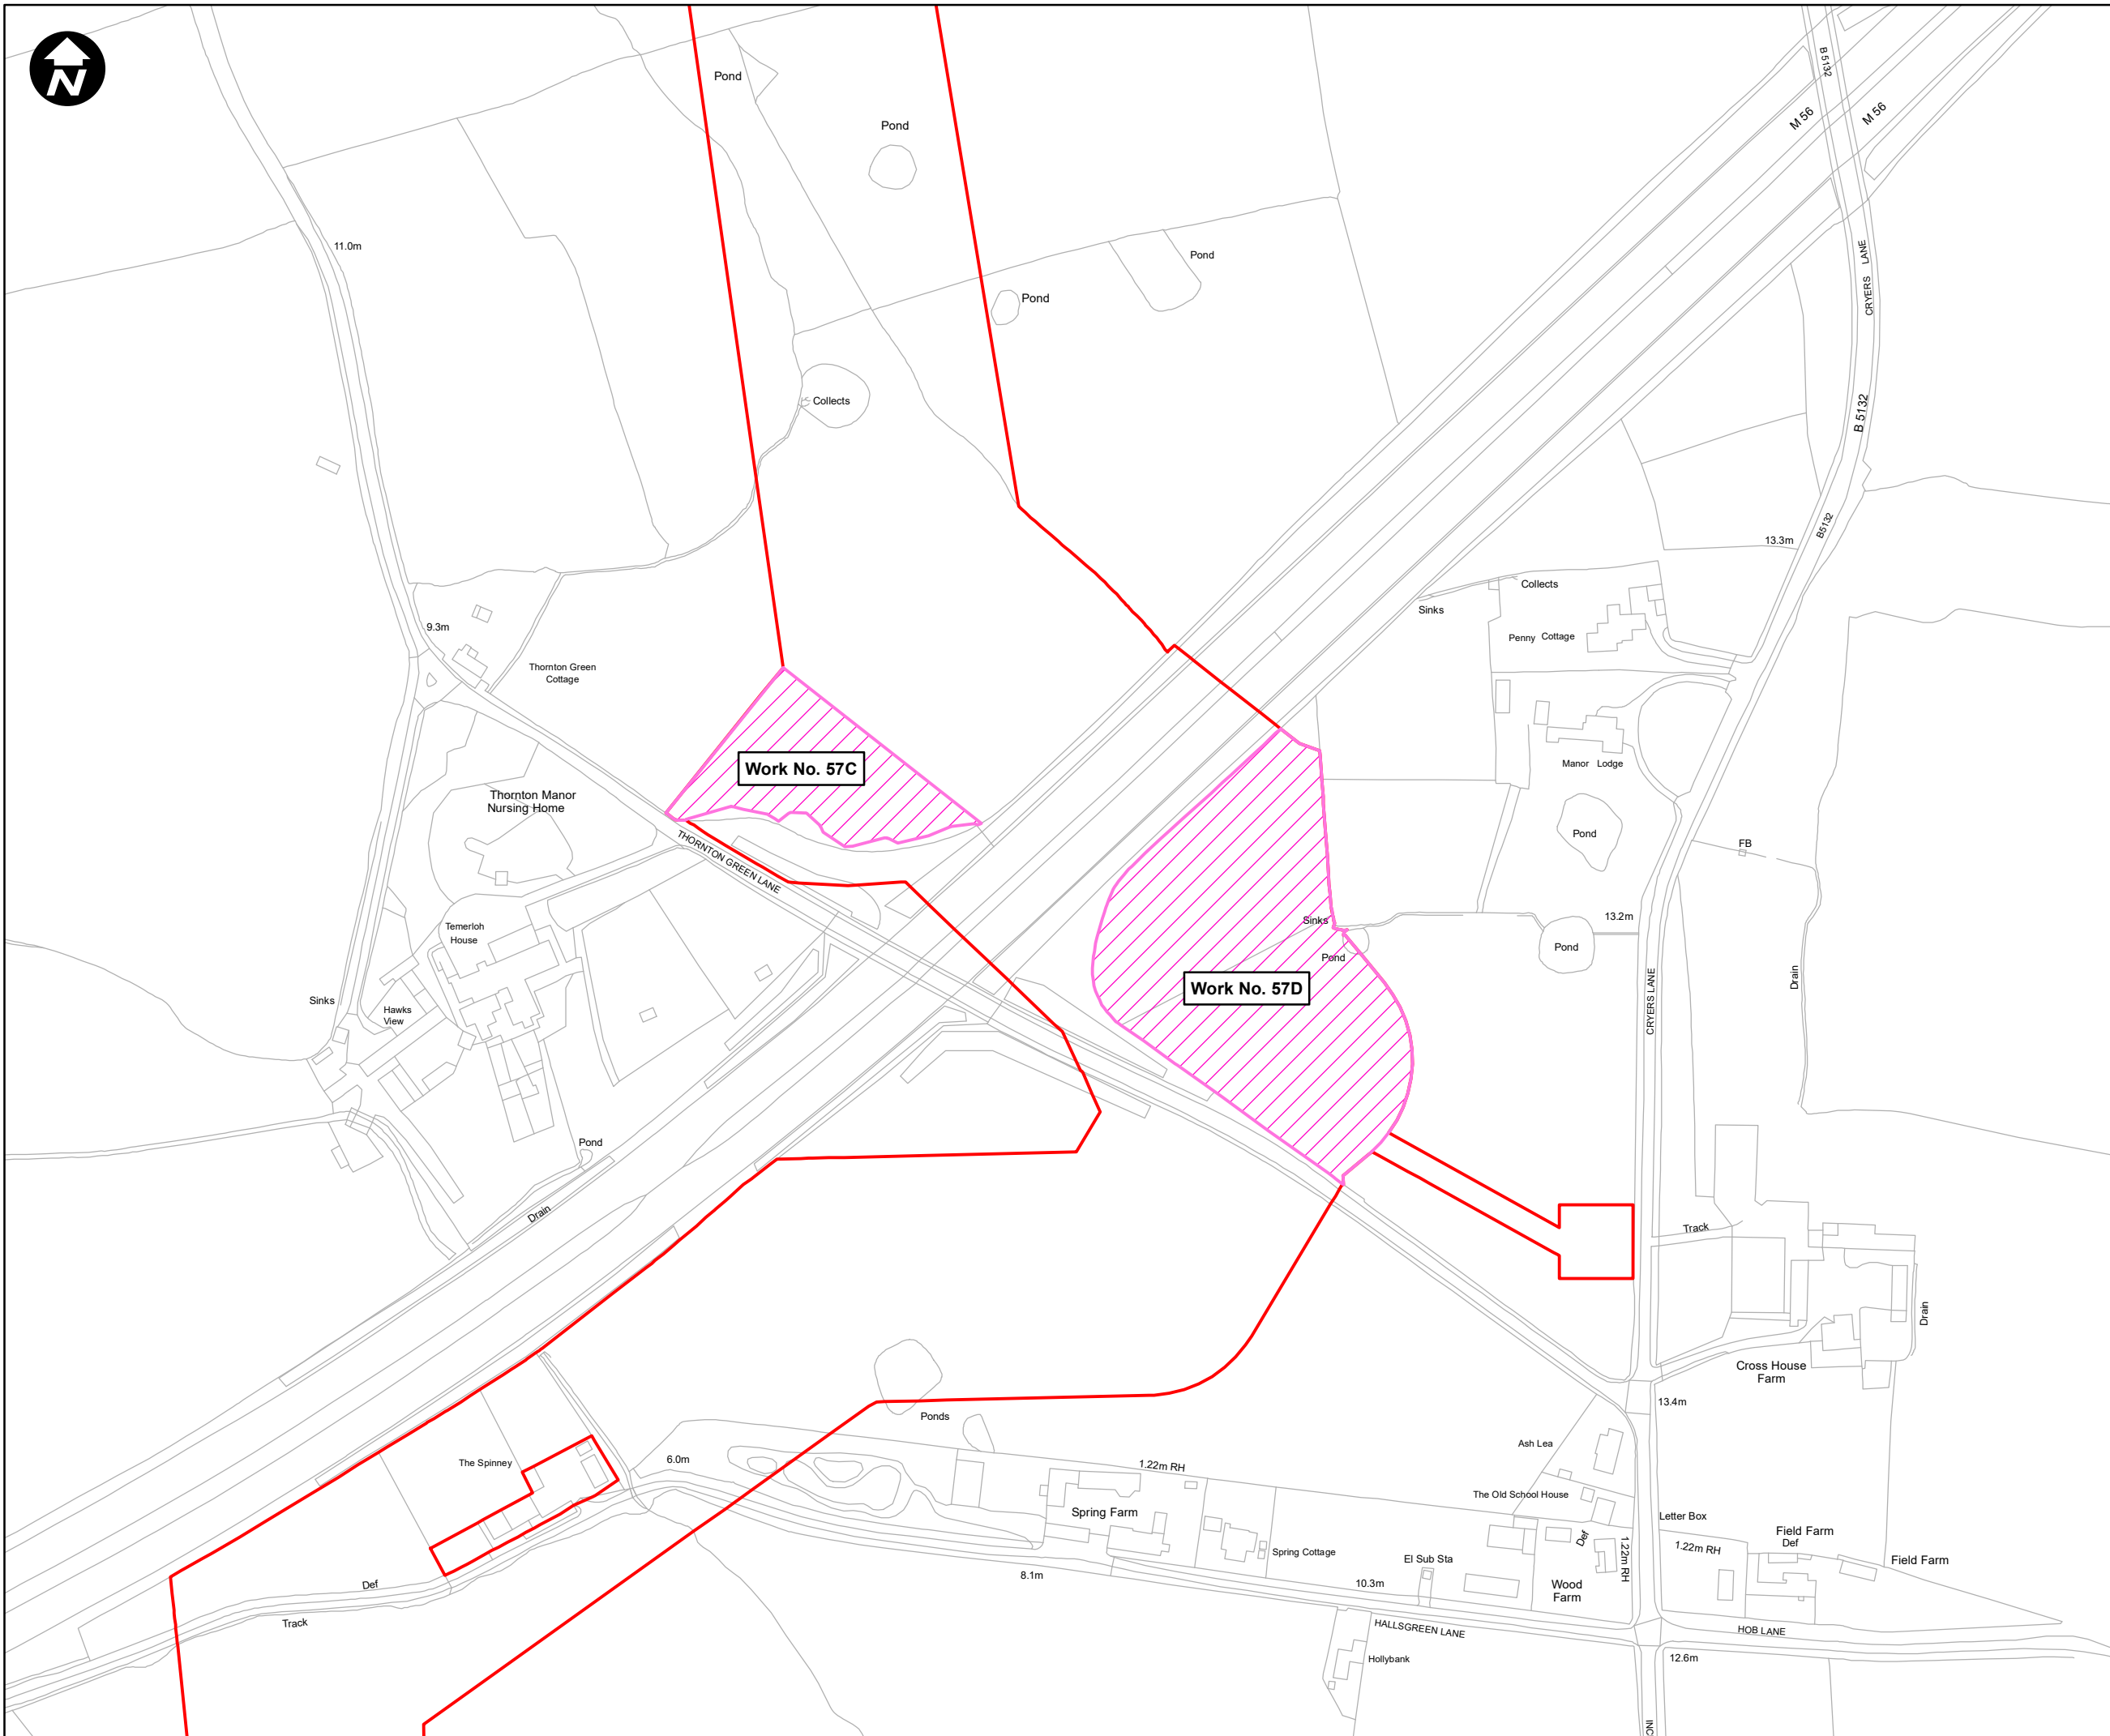 N
Pond
Pond
B 5132
M 56
M 56
11.0m
Pond
Pond
CRYERS LANE
Collects
B 5132
B5132
13.3m
Collects
Sinks
9.3m
Penny Cottage
Thornton Green
Cottage
Work No. 57C
Manor Lodge
Thornton Manor
Nursing Home
Pond
THORNTON GREEN LANE
FB
13.2m
Sinks
Temerloh
House
Pond
Pond
Drain
Work No. 57D
Sinks
Hawks
View
CRYERS LANE
Pond
Drain
Track
Drain
Cross House
Farm
13.4m
Ponds
Ash Lea
The Spinney
6.0m
1.22m RH
The Old School House
Spring Farm
Letter Box
Field Farm
Def
Def
1.22m RH
1.22m RH
Field Farm
Spring Cottage
El Sub Sta
8.1m
10.3m
Wood
Farm
Def
Track
HALLSGREEN LANE
HOB LANE
Hollybank
12.6m
INC